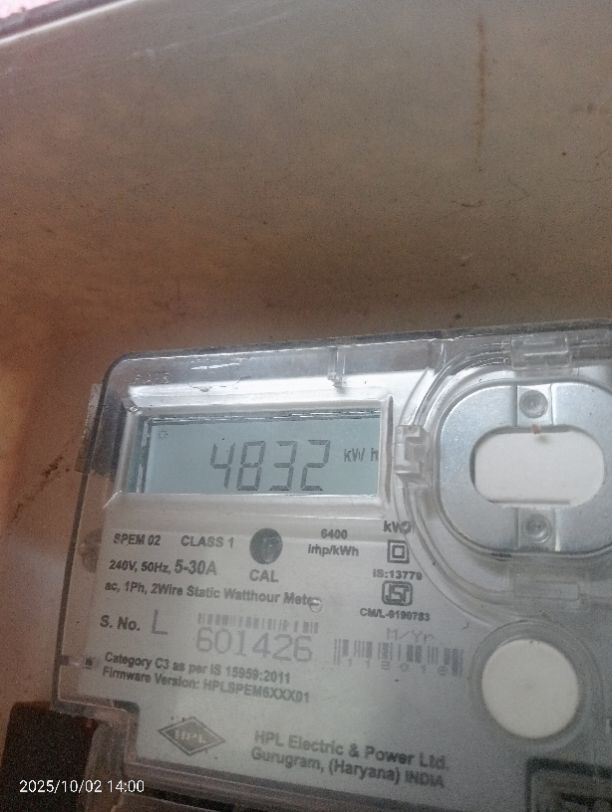 4832 kWh
SPEM 02 CLASS 1
6400
imp/kWh
240V, 50Hz, 5-30A
CAL
ac, 1Ph, 2Wire Static Watthour Meter
IS:13779
CM/L-9190783
S. No. L 601426
M/Yr
Category C3 as per IS 15959:2011
Firmware Version: HPLSPEM6XXX01
HPL
HPL Electric & Power Ltd.
Gurugram, (Haryana) INDIA
2025/10/02 14:00